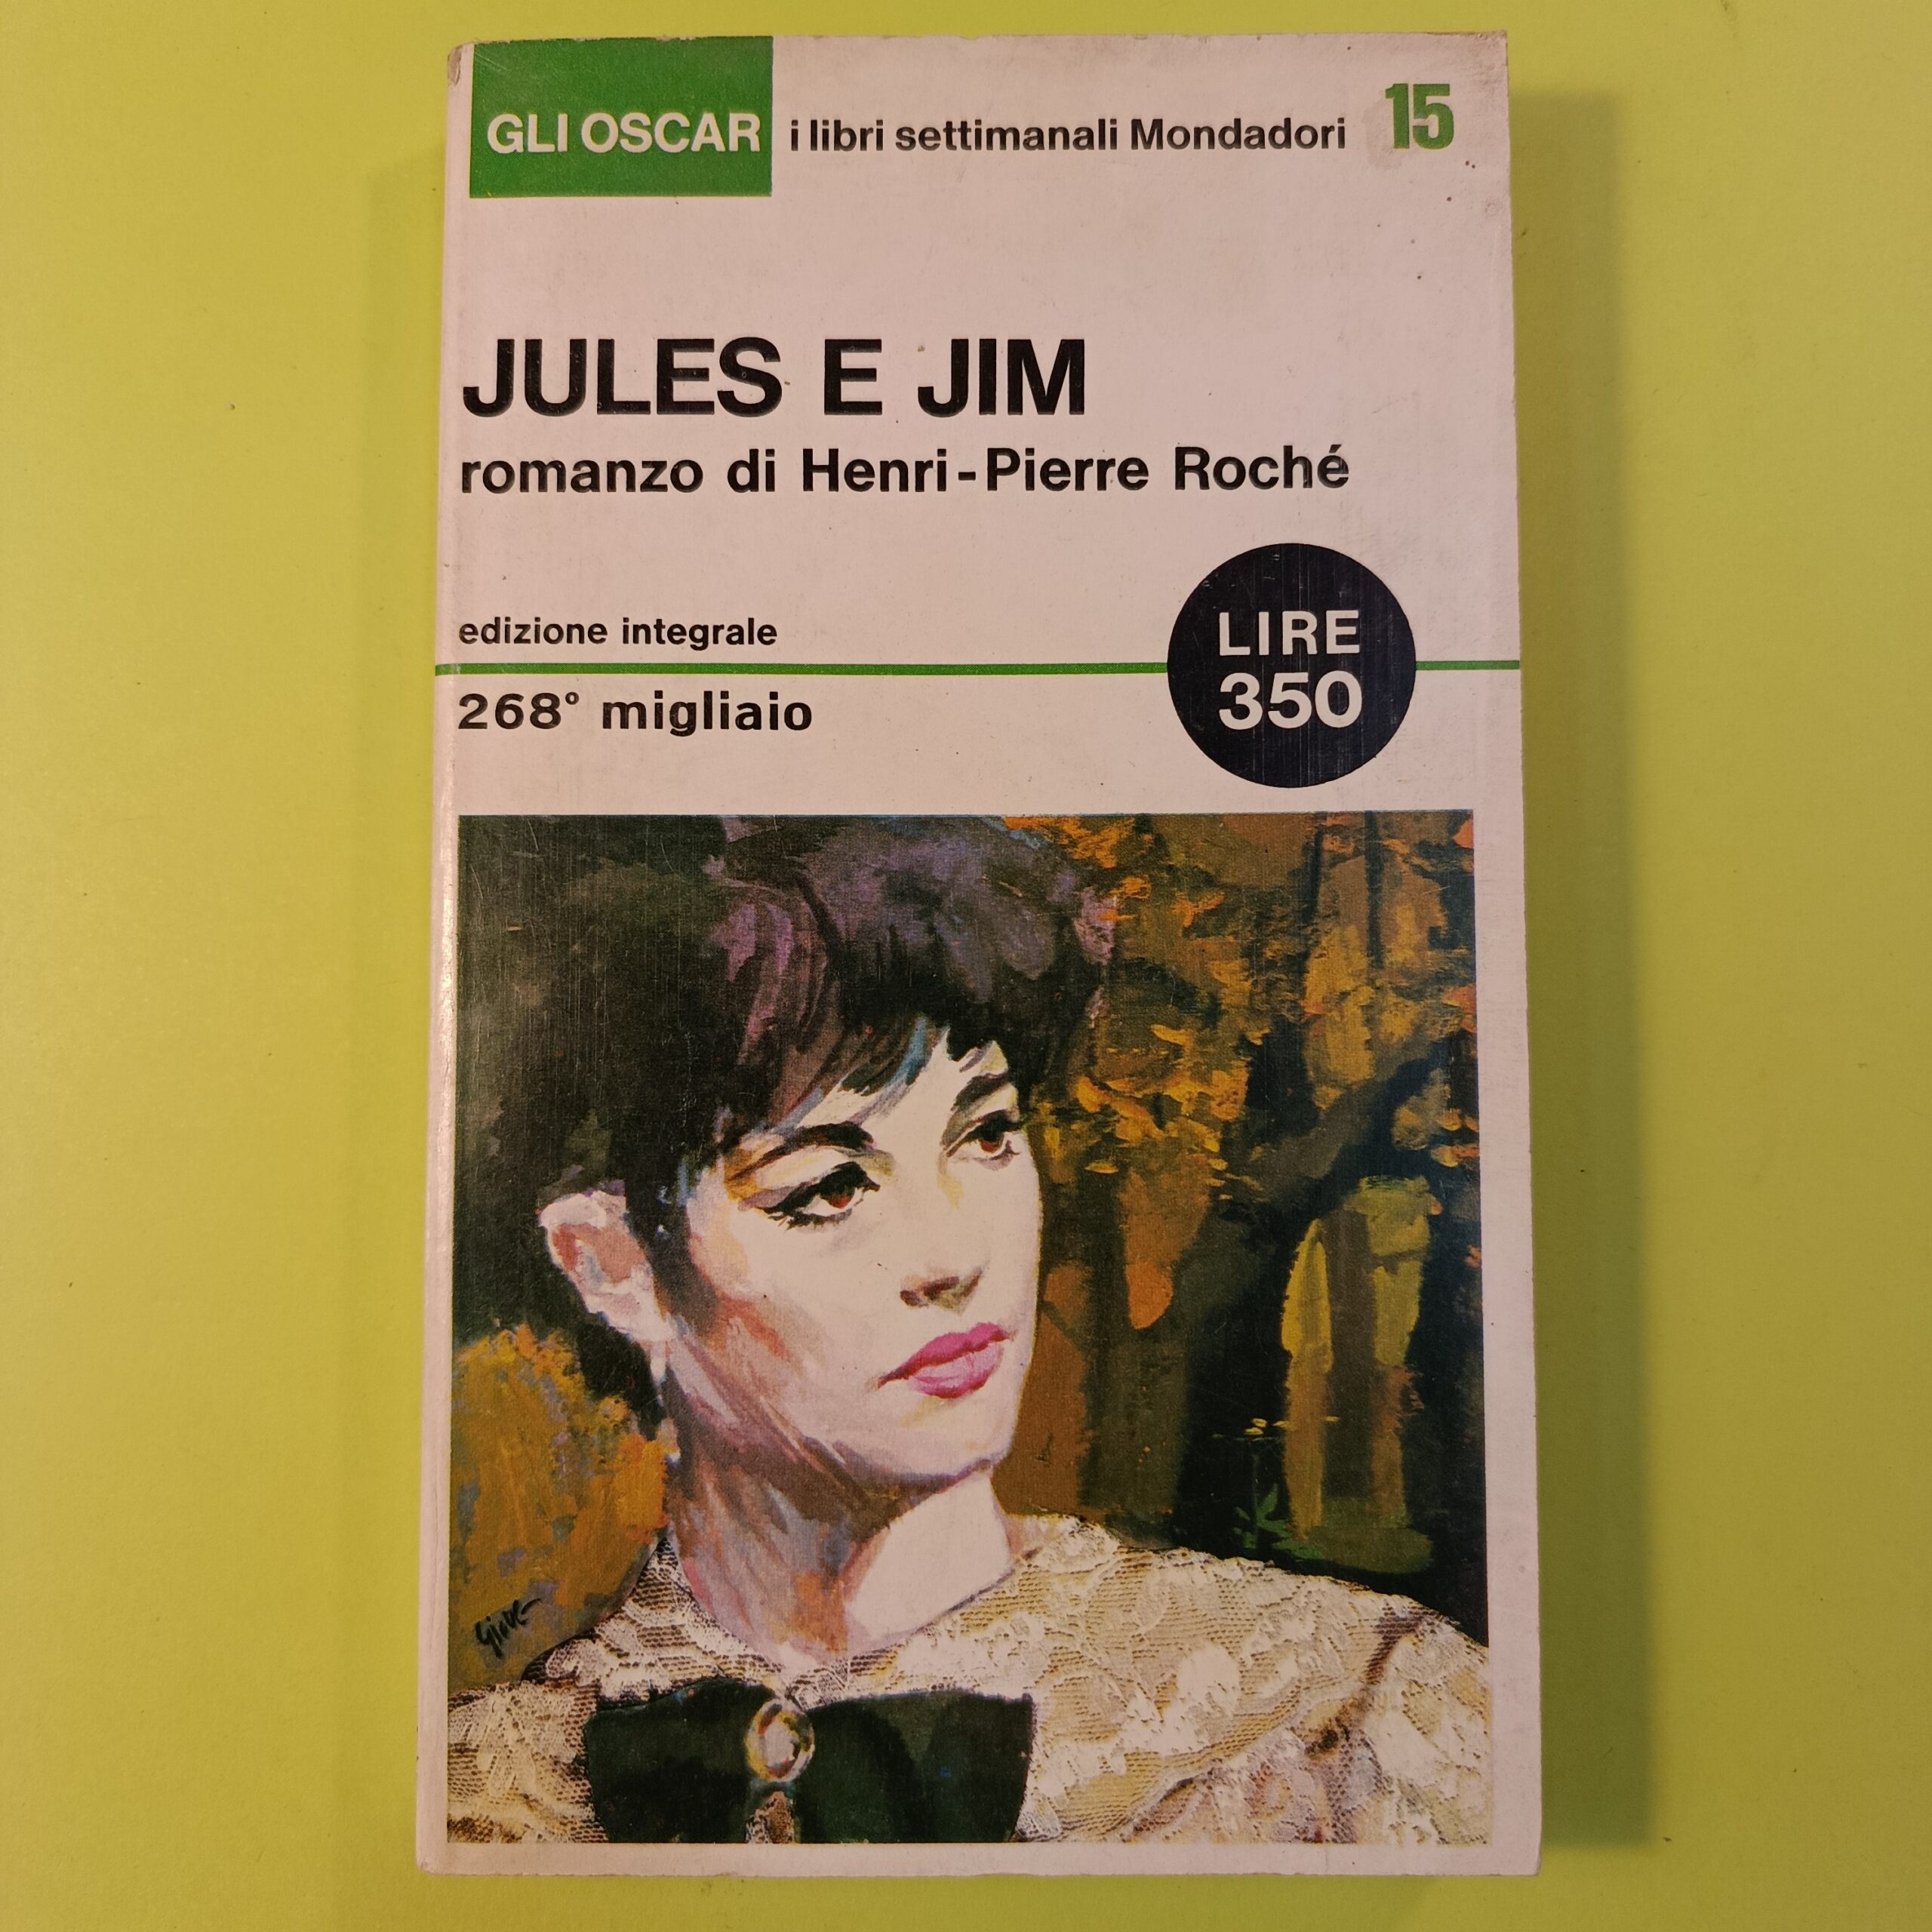 GLI OSCAR i libri settimanali Mondadori 15
JULES E JIM
romanzo di Henri-Pierre Roché
edizione integrale
LIRE
350
268° migliaio